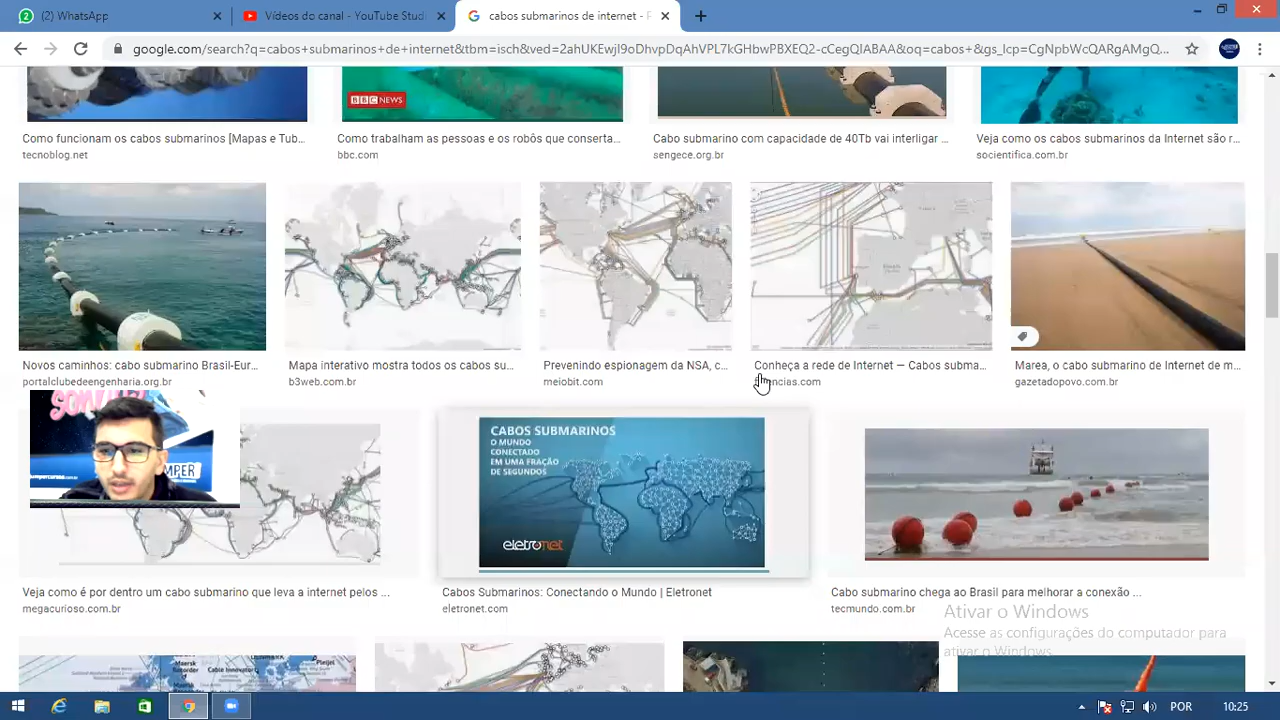 (2) WhatsApp
Vídeos do canal - YouTube Studi
cabos submarinos de internet - P
google.com/search?q=cabos+submarinos+de+internet&tbm=isch&ved=2ahUKEwjI9oDhvpDqAhVPL7kGHbwPBXEQ2-cCegQIABAA&oq=cabos+&gs_lcp=CgNpbWcQARgAMgQ...
BBC NEWS
Como funcionam os cabos submarinos [Mapas e Tub...
Como trabalham as pessoas e os robôs que conserta...
Cabo submarino com capacidade de 40Tb vai interligar ...
Veja como os cabos submarinos da Internet são r...
tecnoblog.net
bbc.com
sengece.org.br
socientifica.com.br
Novos caminhos: cabo submarino Brasil-Eur...
Mapa interativo mostra todos os cabos su...
Prevenindo espionagem da NSA, c...
Conheça a rede de Internet — Cabos subma...
Marea, o cabo submarino de Internet de m...
portalclubedeengenharia.org.br
b3web.com.br
meiobit.com
gazetadopovo.com.br
CABOS SUBMARINOS
O MUNDO
CONECTADO
EM UMA FRAÇÃO
DE SEGUNDOS
eletronet
Veja como é por dentro um cabo submarino que leva a internet pelos ...
Cabos Submarinos: Conectando o Mundo | Eletronet
Cabo submarino chega ao Brasil para melhorar a conexão ...
megacurioso.com.br
eletronet.com
tecmundo.com.br
Ativar o Windows
Acesse as configurações do computador para
ativar o Windows.
POR
10:25